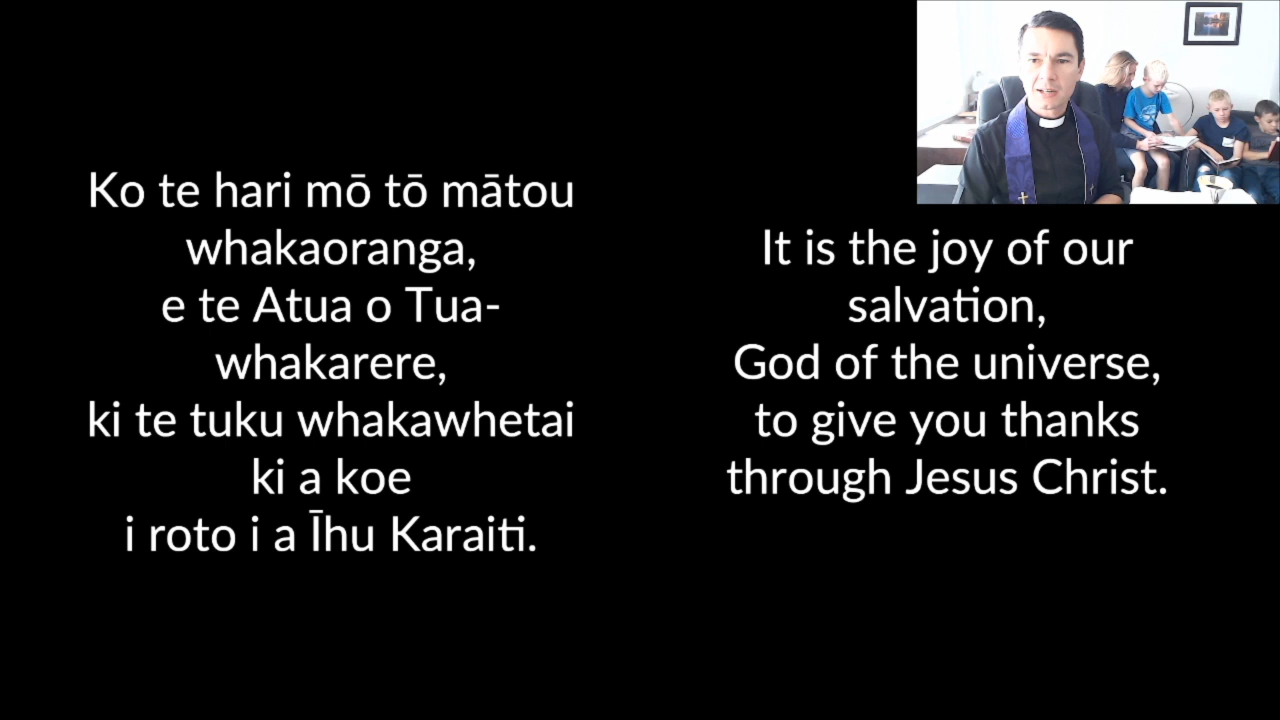 Ko te hari mō tō mātou
whakaoranga,
e te Atua o Tua-
whakarere,
ki te tuku whakawhetai
ki a koe
i roto i a Īhu Karaiti.
It is the joy of our
salvation,
God of the universe,
to give you thanks
through Jesus Christ.